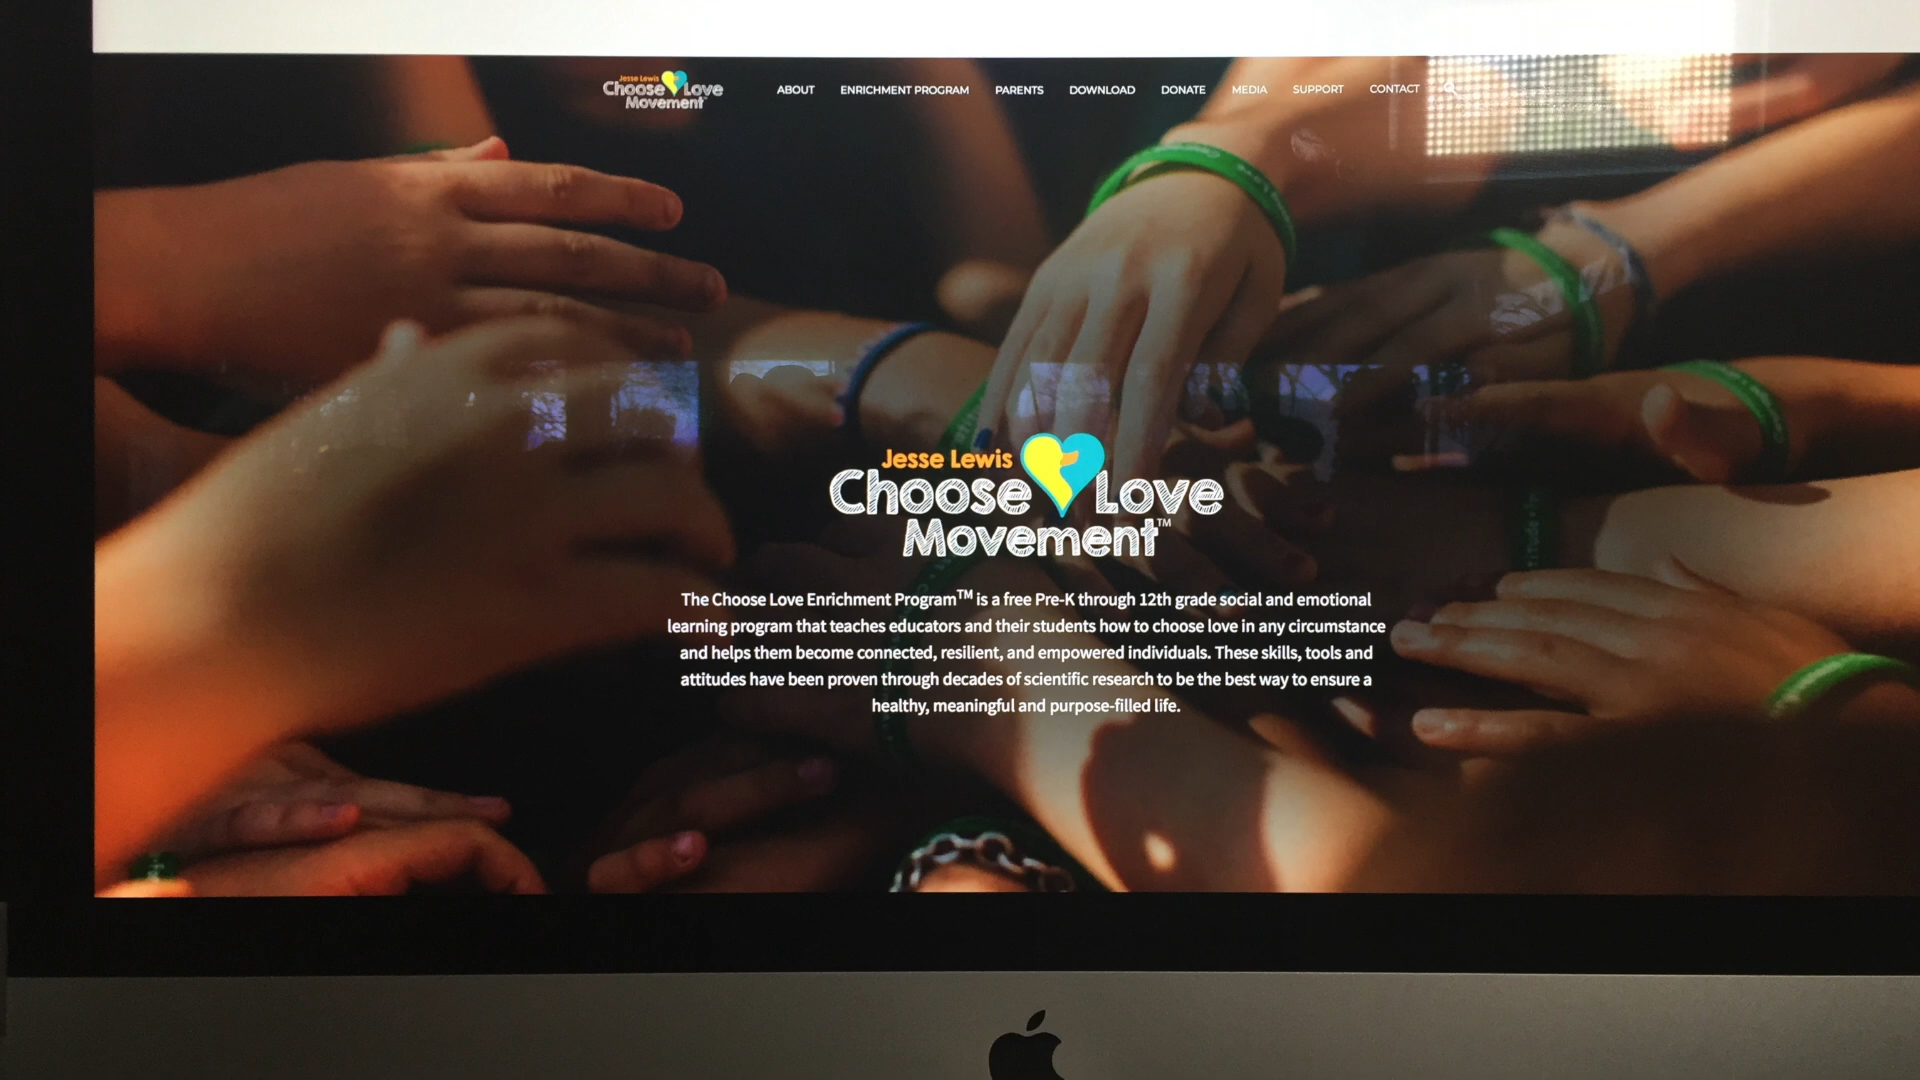 Jesse Lewis
Choose Love
Movement
ABOUT
ENRICHMENT PROGRAM
PARENTS
DOWNLOAD
DONATE
MEDIA
SUPPORT
CONTACT
Jesse Lewis
Choose Love
Movement™
The Choose Love Enrichment Program™ is a free Pre-K through 12th grade social and emotional
learning program that teaches educators and their students how to choose love in any circumstance
and helps them become connected, resilient, and empowered individuals. These skills, tools and
attitudes have been proven through decades of scientific research to be the best way to ensure a
healthy, meaningful and purpose-filled life.